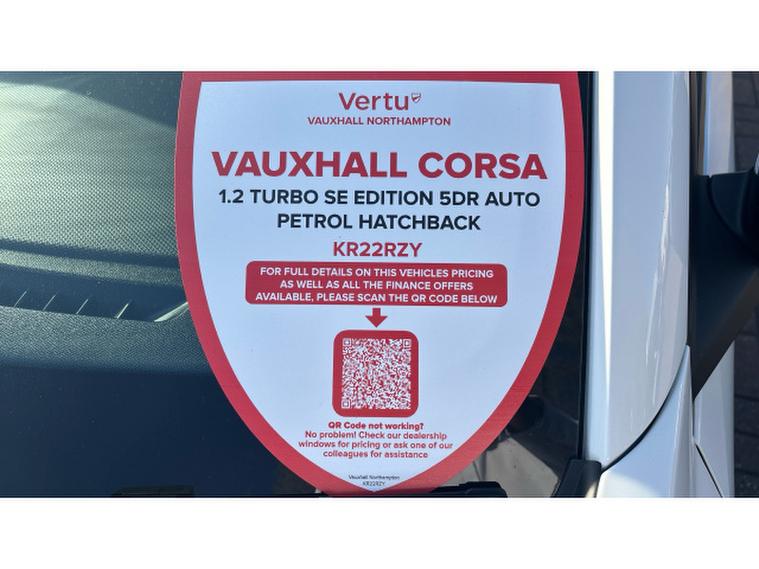 Vertu
VAUXHALL NORTHAMPTON
VAUXHALL CORSA
1.2 TURBO SE EDITION 5DR AUTO
PETROL HATCHBACK
KR22RZY
FOR FULL DETAILS ON THIS VEHICLES PRICING
AS WELL AS ALL THE FINANCE OFFERS
AVAILABLE, PLEASE SCAN THE QR CODE BELOW
QR Code not working?
No problem! Check our dealership
windows for pricing or ask one of our
colleagues for assistance
Vauxhall Northampton
KR22RZY